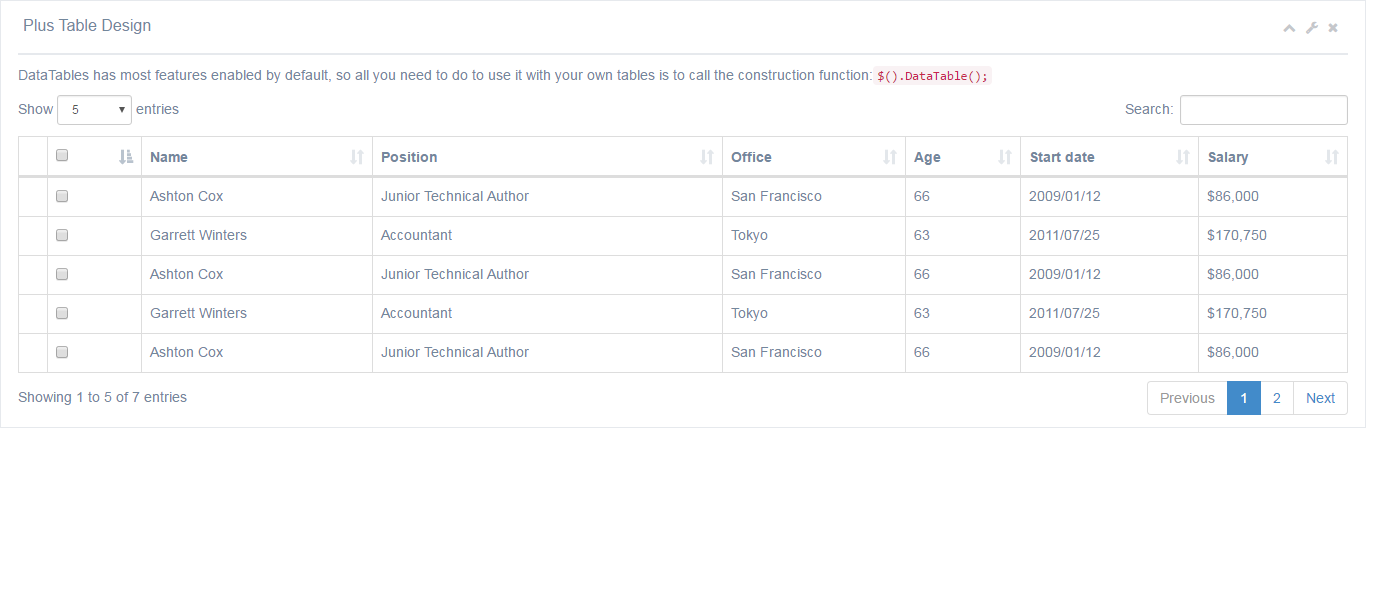 Plus Table Design
DataTables has most features enabled by default, so all you need to do to use it with your own tables is to call the construction function: $().DataTable();
Show 5 entries Search:
Name Position Office Age Start date Salary
Ashton Cox Junior Technical Author San Francisco 66 2009/01/12 $86,000
Garrett Winters Accountant Tokyo 63 2011/07/25 $170,750
Ashton Cox Junior Technical Author San Francisco 66 2009/01/12 $86,000
Garrett Winters Accountant Tokyo 63 2011/07/25 $170,750
Ashton Cox Junior Technical Author San Francisco 66 2009/01/12 $86,000
Showing 1 to 5 of 7 entries Previous 1 2 Next